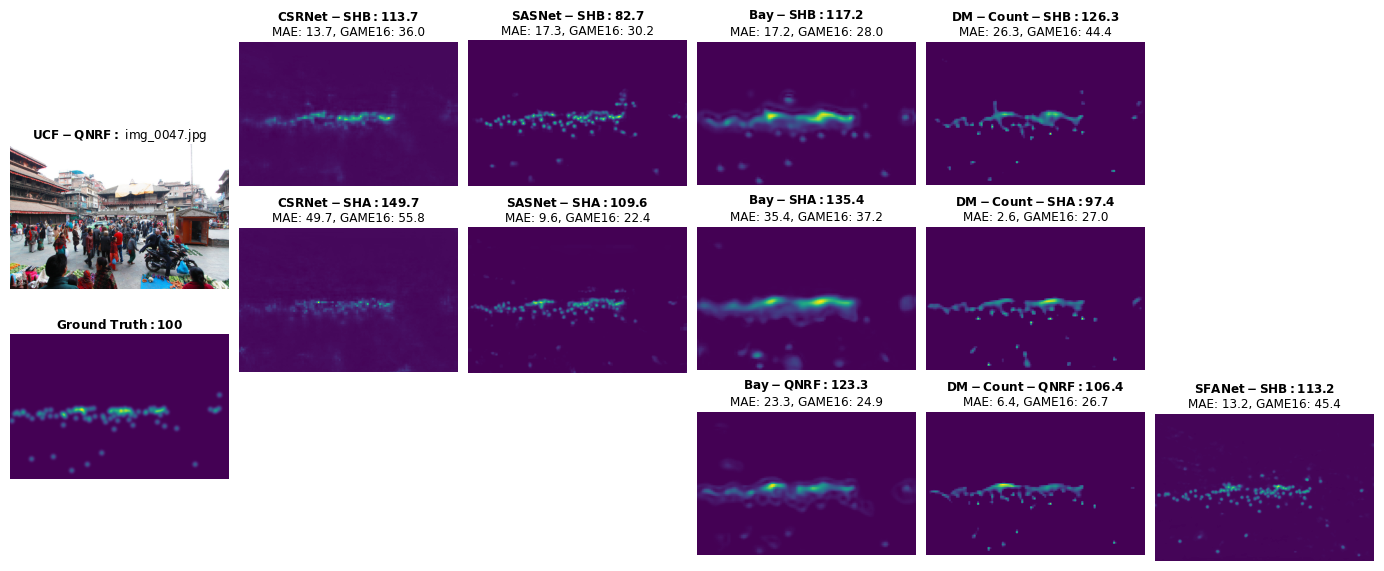 CSRNet − SHB: 113.7
MAE: 13.7, GAME16: 36.0
SASNet − SHB: 82.7
MAE: 17.3, GAME16: 30.2
Bay − SHB: 117.2
MAE: 17.2, GAME16: 28.0
DM − Count − SHB: 126.3
MAE: 26.3, GAME16: 44.4
UCF − QNRF: img_0047.jpg
CSRNet − SHA: 149.7
MAE: 49.7, GAME16: 55.8
SASNet − SHA: 109.6
MAE: 9.6, GAME16: 22.4
Bay − SHA: 135.4
MAE: 35.4, GAME16: 37.2
DM − Count − SHA: 97.4
MAE: 2.6, GAME16: 27.0
Ground Truth: 100
Bay − QNRF: 123.3
MAE: 23.3, GAME16: 24.9
DM − Count − QNRF: 106.4
MAE: 6.4, GAME16: 26.7
SFANet − SHB: 113.2
MAE: 13.2, GAME16: 45.4